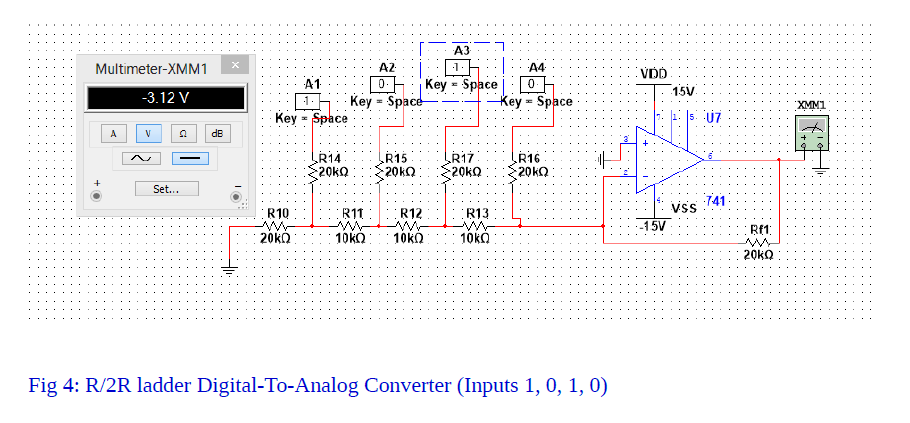 Multimeter-XMM1
-3.12 V
A
V
Ω
dB
Set...
+
-
A1
1
Key = Space
A2
0
Key = Space
A3
1
Key = Space
A4
0
Key = Space
VDD
15V
U7
XMM1
R14
20kΩ
R15
20kΩ
R17
20kΩ
R16
20kΩ
3
2
7
1
5
6
4
741
VSS
-15V
R10
20kΩ
R11
10kΩ
R12
10kΩ
R13
10kΩ
Rf1
20kΩ
Fig 4: R/2R ladder Digital-To-Analog Converter (Inputs 1, 0, 1, 0)